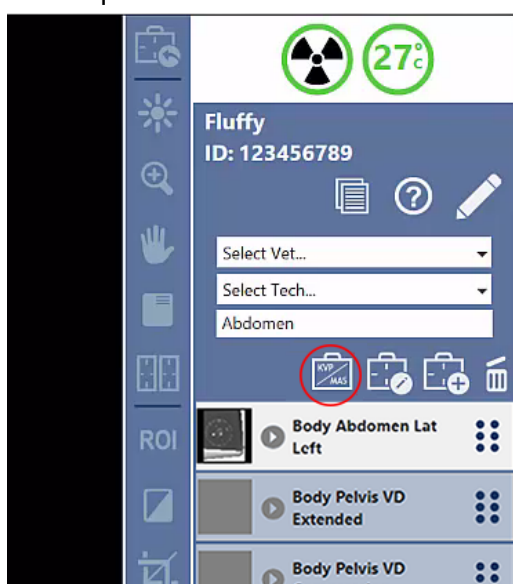 27°c
Fluffy
ID: 123456789
?
Select Vet...
Select Tech...
Abdomen
KVP
MAS
ROI
Body Abdomen Lat
Left
Body Pelvis VD
Extended
Body Pelvis VD